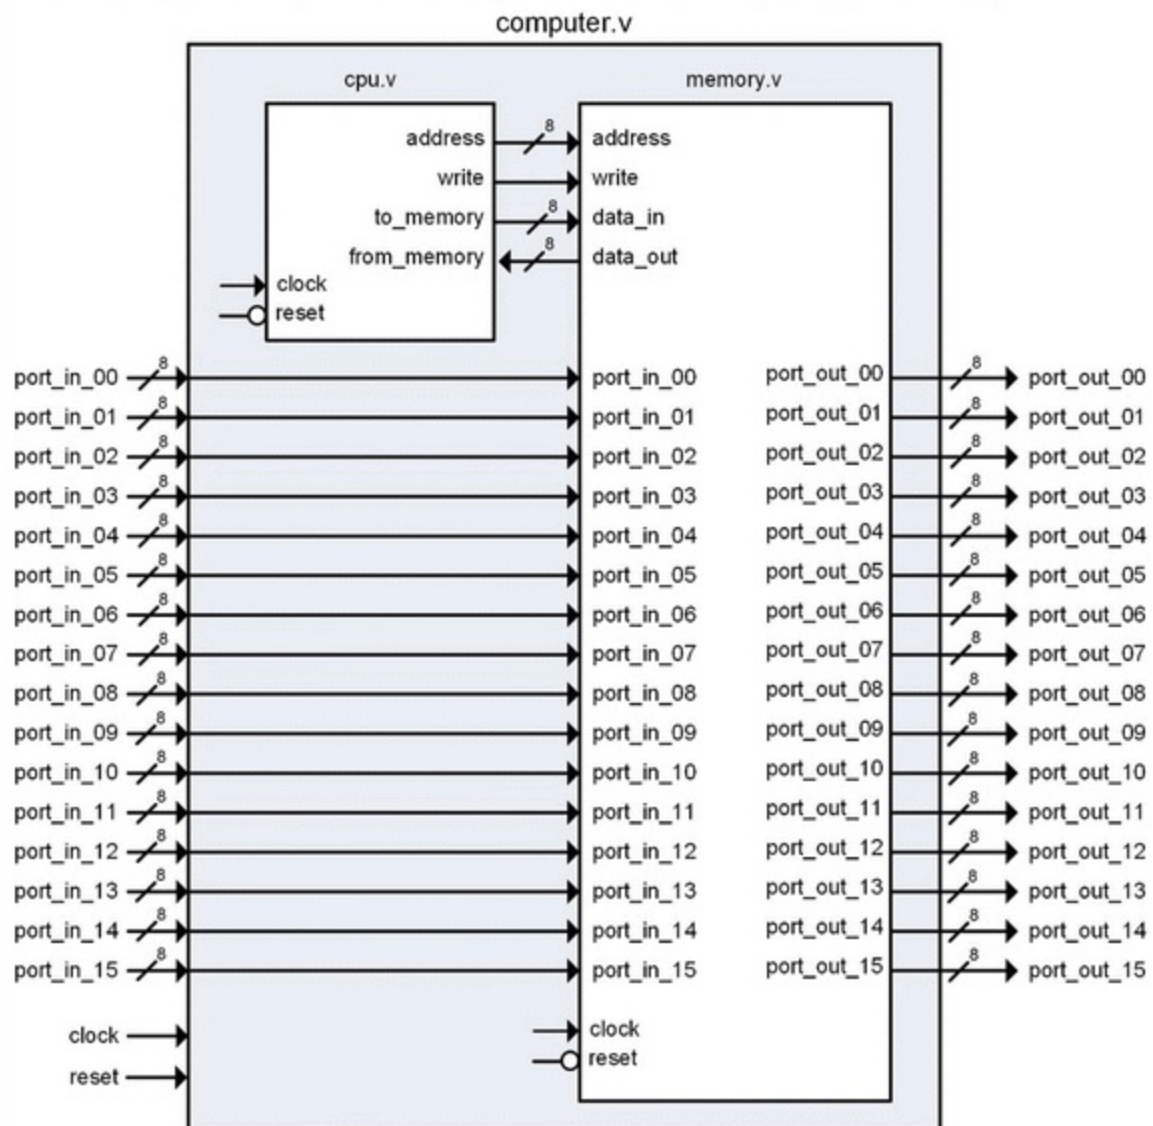 computer.v
cpu.v
memory.v
address 8 address
write write
to_memory 8 data_in
from_memory 8 data_out
clock
reset
port_in_00 8 port_in_00 port_out_00 8 port_out_00
port_in_01 8 port_in_01 port_out_01 8 port_out_01
port_in_02 8 port_in_02 port_out_02 8 port_out_02
port_in_03 8 port_in_03 port_out_03 8 port_out_03
port_in_04 8 port_in_04 port_out_04 8 port_out_04
port_in_05 8 port_in_05 port_out_05 8 port_out_05
port_in_06 8 port_in_06 port_out_06 8 port_out_06
port_in_07 8 port_in_07 port_out_07 8 port_out_07
port_in_08 8 port_in_08 port_out_08 8 port_out_08
port_in_09 8 port_in_09 port_out_09 8 port_out_09
port_in_10 8 port_in_10 port_out_10 8 port_out_10
port_in_11 8 port_in_11 port_out_11 8 port_out_11
port_in_12 8 port_in_12 port_out_12 8 port_out_12
port_in_13 8 port_in_13 port_out_13 8 port_out_13
port_in_14 8 port_in_14 port_out_14 8 port_out_14
port_in_15 8 port_in_15 port_out_15 8 port_out_15
clock clock
reset reset